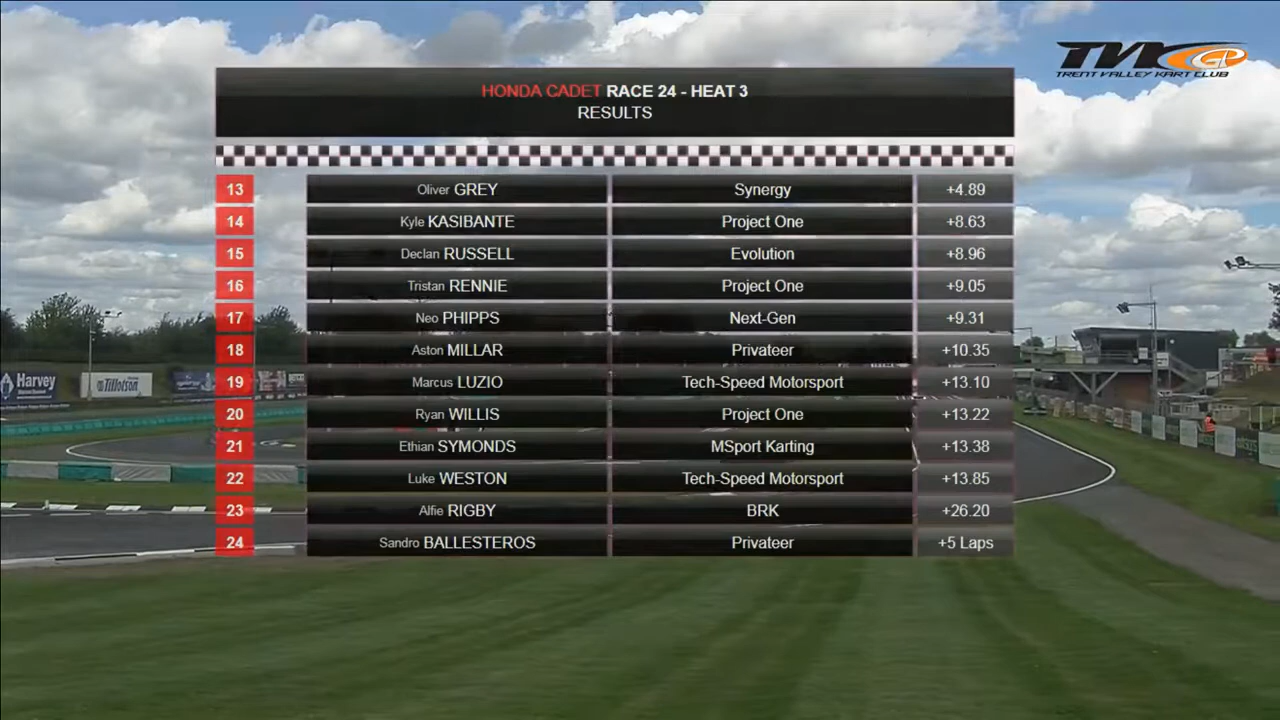 TVKC GP
TRENT VALLEY KART CLUB
HONDA CADET RACE 24 - HEAT 3
RESULTS
13 Oliver GREY Synergy +4.89
14 Kyle KASIBANTE Project One +8.63
15 Declan RUSSELL Evolution +8.96
16 Tristan RENNIE Project One +9.05
17 Neo PHIPPS Next-Gen +9.31
18 Aston MILLAR Privateer +10.35
19 Marcus LUZIO Tech-Speed Motorsport +13.10
20 Ryan WILLIS Project One +13.22
21 Ethian SYMONDS MSport Karting +13.38
22 Luke WESTON Tech-Speed Motorsport +13.85
23 Alfie RIGBY BRK +26.20
24 Sandro BALLESTEROS Privateer +5 Laps
Harvey
Tillotson